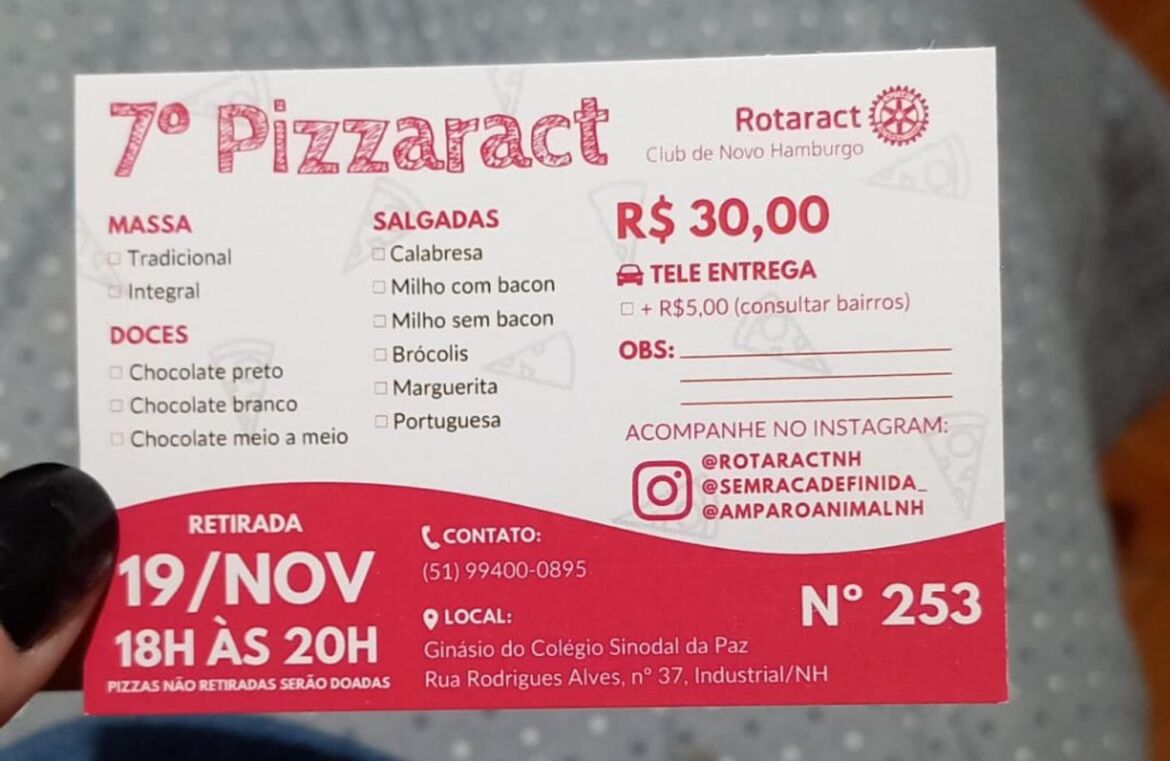 7º Pizzaract
Rotaract
Club de Novo Hamburgo
MASSA
□ Tradicional
□ Integral
DOCES
□ Chocolate preto
□ Chocolate branco
□ Chocolate meio a meio
SALGADAS
□ Calabresa
□ Milho com bacon
□ Milho sem bacon
□ Brócolis
□ Marguerita
□ Portuguesa
R$ 30,00
TELE ENTREGA
□ + R$5,00 (consultar bairros)
OBS:
ACOMPANHE NO INSTAGRAM:
@ROTARACTNH
@SEMRACADEFINIDA_
@AMPAROANIMALNH
RETIRADA
19/NOV
18H ÀS 20H
PIZZAS NÃO RETIRADAS SERÃO DOADAS
CONTATO:
(51) 99400-0895
LOCAL:
Ginásio do Colégio Sinodal da Paz
Rua Rodrigues Alves, nº 37, Industrial/NH
Nº 253